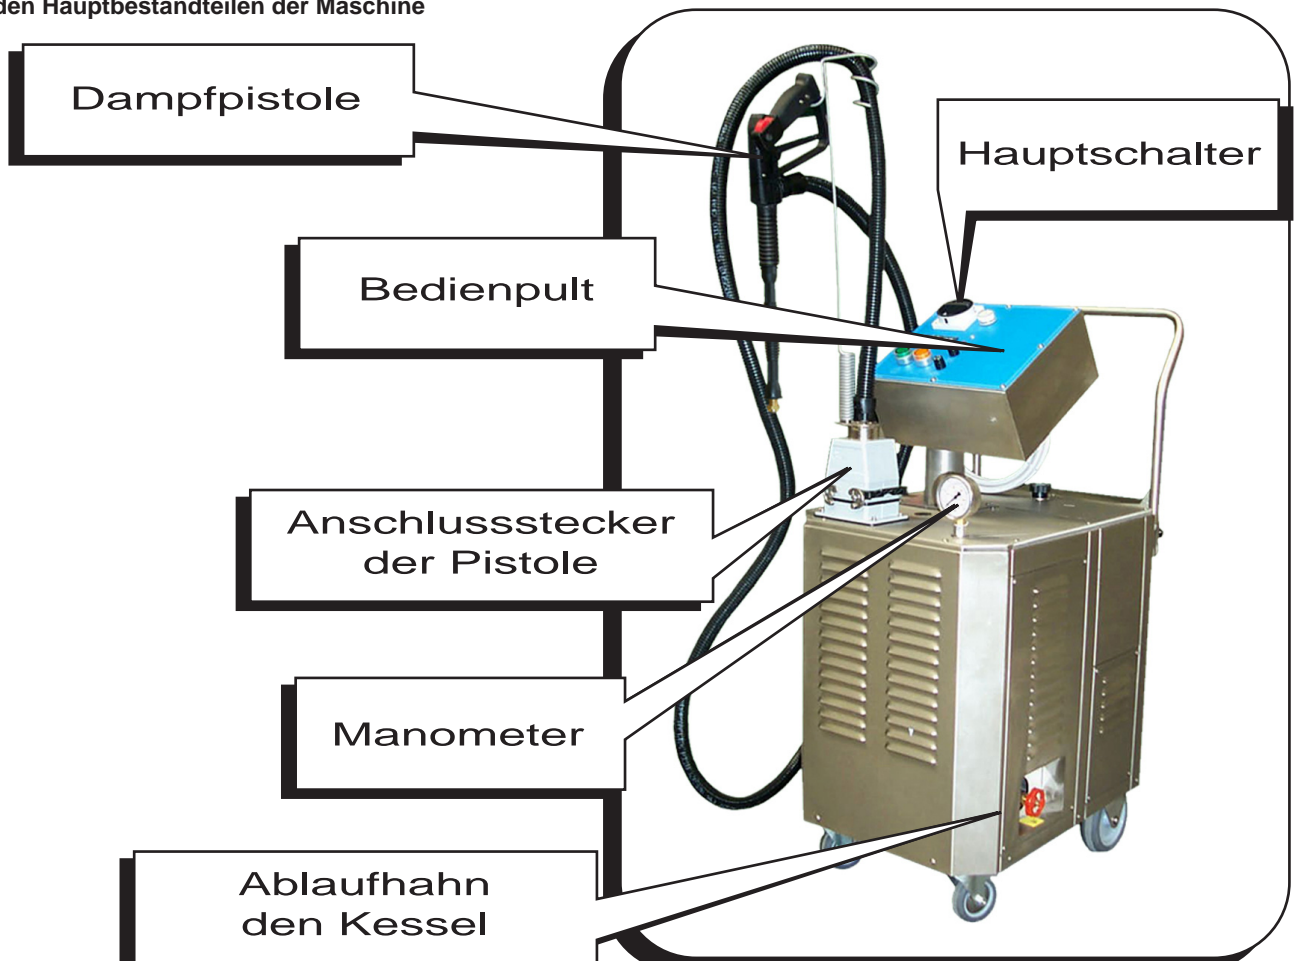 den Hauptbestandteilen der Maschine
Dampfpistole
Hauptschalter
Bedienpult
Anschlussstecker
der Pistole
Manometer
Ablaufhahn
den Kessel